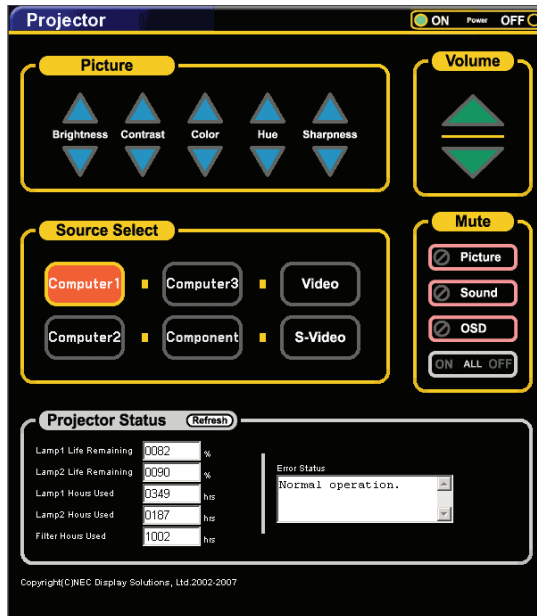 Projector
ON Power OFF
Picture
Brightness Contrast Color Hue Sharpness
Volume
Source Select
Computer1 Computer3 Video
Computer2 Component S-Video
Mute
Picture
Sound
OSD
ON ALL OFF
Projector Status Refresh
Lamp1 Life Remaining 0082 %
Lamp2 Life Remaining 0090 %
Lamp1 Hours Used 0349 hrs
Lamp2 Hours Used 0187 hrs
Filter Hours Used 1002 hrs
Error Status
Normal operation.
Copyright(C)NEC Display Solutions, Ltd.2002-2007